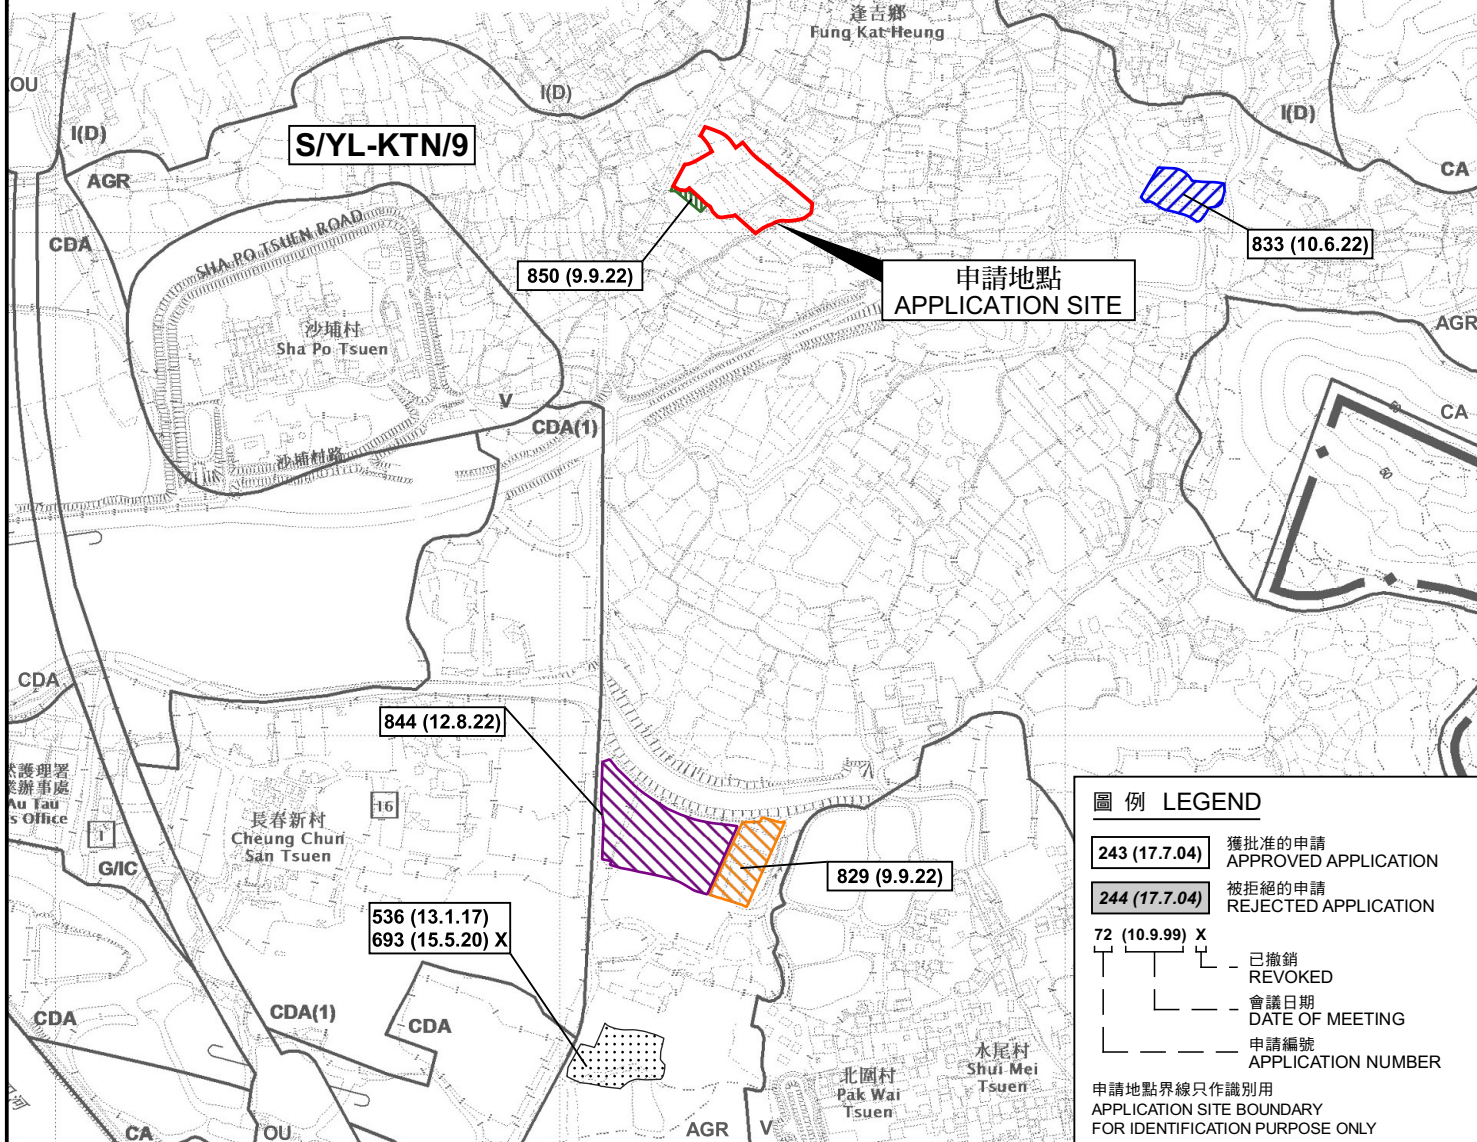 逢吉鄉
Fung Kat Heung
OU
I(D)
I(D)
I(D)
S/YL-KTN/9
AGR
CA
CDA
SHA PO TSUEN ROAD
833 (10.6.22)
850 (9.9.22)
申請地點
APPLICATION SITE
沙埔村
Sha Po Tsuen
AGR
V
CDA(1)
CA
50
50
沙埔村路
CDA
844 (12.8.22)
Au Tau
s Office
1
16
長春新村
Cheung Chun
San Tsuen
G/IC
829 (9.9.22)
536 (13.1.17)
693 (15.5.20) X
CDA
CDA(1)
CDA
北圍村
Pak Wai
Tsuen
水尾村
Shui Mei
Tsuen
CA
OU
AGR
V
圖 例 LEGEND
243 (17.7.04)
獲批准的申請
APPROVED APPLICATION
244 (17.7.04)
被拒絕的申請
REJECTED APPLICATION
72 (10.9.99) X
已撤銷
REVOKED
會議日期
DATE OF MEETING
申請編號
APPLICATION NUMBER
申請地點界線只作識別用
APPLICATION SITE BOUNDARY
FOR IDENTIFICATION PURPOSE ONLY